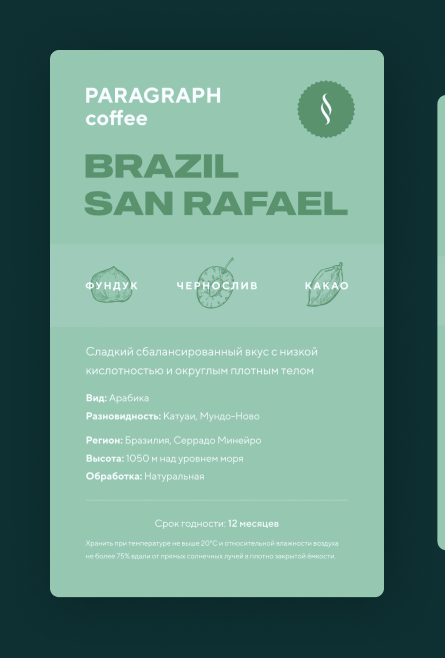 PARAGRAPH
coffee
BRAZIL
SAN RAFAEL
ФУНДУК ЧЕРНОСЛИВ КАКАО
Сладкий сбалансированный вкус с низкой
кислотностью и округлым плотным телом
Вид: Арабика
Разновидность: Катуаи, Мундо-Ново
Регион: Бразилия, Серрадо Минейро
Высота: 1050 м над уровнем моря
Обработка: Натуральная
Срок годности: 12 месяцев
Хранить при температуре не выше 20°С и относительной влажности воздуха
не более 75% вдали от прямых солнечных лучей в плотно закрытой ёмкости.